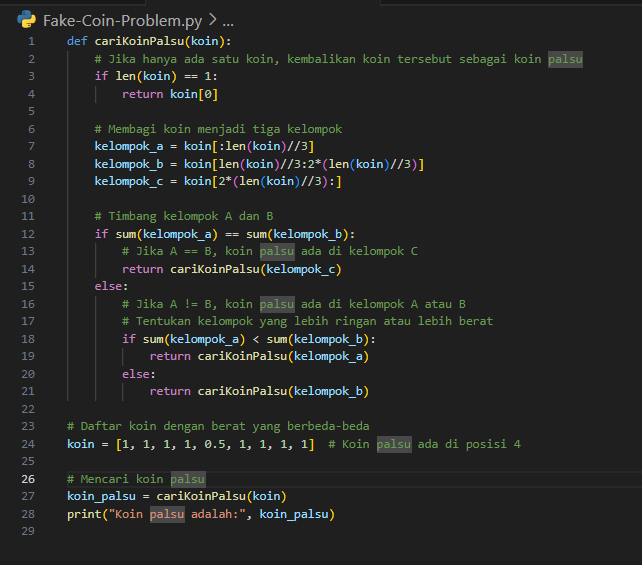 Fake-Coin-Problem.py > ...
1 def cariKoinPalsu(koin):
2     # Jika hanya ada satu koin, kembalikan koin tersebut sebagai koin palsu
3     if len(koin) == 1:
4         return koin[0]
5
6     # Membagi koin menjadi tiga kelompok
7     kelompok_a = koin[:len(koin)//3]
8     kelompok_b = koin[len(koin)//3:2*(len(koin)//3)]
9     kelompok_c = koin[2*(len(koin)//3):]
10
11     # Timbang kelompok A dan B
12     if sum(kelompok_a) == sum(kelompok_b):
13         # Jika A == B, koin palsu ada di kelompok C
14         return cariKoinPalsu(kelompok_c)
15     else:
16         # Jika A != B, koin palsu ada di kelompok A atau B
17         # Tentukan kelompok yang lebih ringan atau lebih berat
18         if sum(kelompok_a) < sum(kelompok_b):
19             return cariKoinPalsu(kelompok_a)
20         else:
21             return cariKoinPalsu(kelompok_b)
22
23 # Daftar koin dengan berat yang berbeda-beda
24 koin = [1, 1, 1, 1, 0.5, 1, 1, 1, 1]  # Koin palsu ada di posisi 4
25
26 # Mencari koin palsu
27 koin_palsu = cariKoinPalsu(koin)
28 print("Koin palsu adalah:", koin_palsu)
29